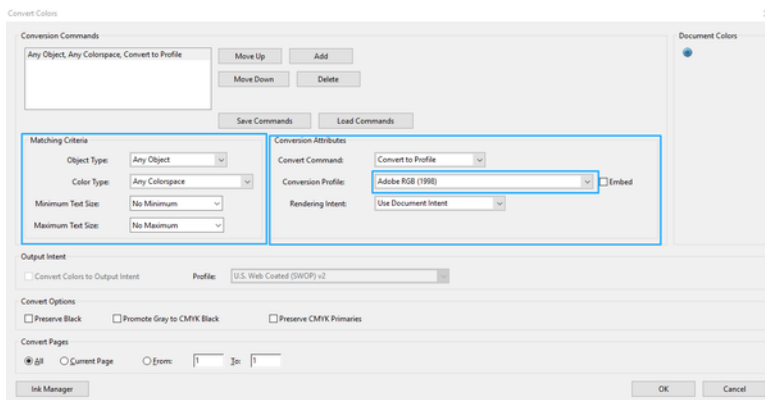 Convert Colors
Conversion Commands
Document Colors
Any Object, Any Colorspace, Convert to Profile
Move Up
Add
Move Down
Delete
Save Commands
Load Commands
Matching Criteria
Object Type: Any Object
Color Type: Any Colorspace
Minimum Text Size: No Minimum
Maximum Text Size: No Maximum
Conversion Attributes
Convert Command: Convert to Profile
Conversion Profile: Adobe RGB (1998) Embed
Rendering Intent: Use Document Intent
Output Intent
Convert Colors to Output Intent Profile: U.S. Web Coated (SWOP) v2
Convert Options
Preserve Black Promote Gray to CMYK Black Preserve CMYK Primaries
Convert Pages
All Current Page From: 1 To: 1
Ink Manager OK Cancel